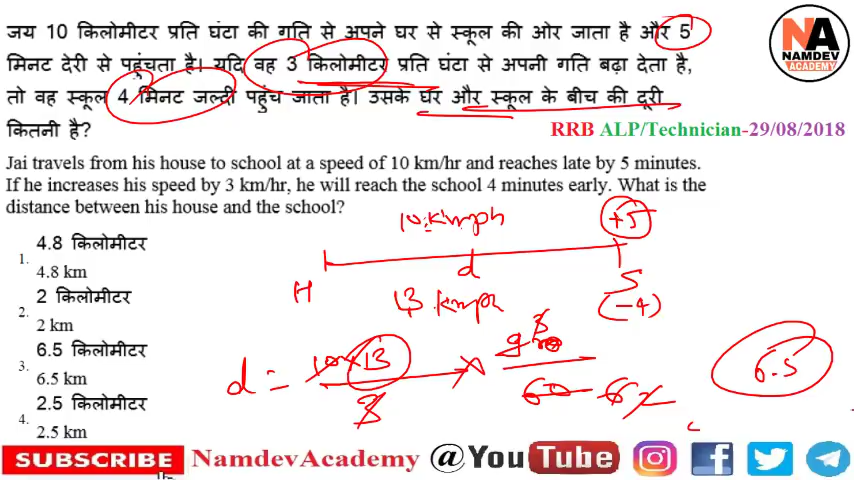 जय 10 किलोमीटर प्रति घंटा की गति से अपने घर से स्कूल की ओर जाता है और 5
मिनट देरी से पहुंचता है। यदि वह 3 किलोमीटर प्रति घंटा से अपनी गति बढ़ा देता है,
तो वह स्कूल 4 मिनट जल्दी पहुंच जाता है। उसके घर और स्कूल के बीच की दूरी
कितनी है?
RRB ALP/Technician-29/08/2018
NAMDEV
ACADEMY
Jai travels from his house to school at a speed of 10 km/hr and reaches late by 5 minutes.
If he increases his speed by 3 km/hr, he will reach the school 4 minutes early. What is the
distance between his house and the school?
10 kmph
+5
H
d
S
13 kmph
(-4)
1. 4.8 किलोमीटर
4.8 km
2. 2 किलोमीटर
2 km
3. 6.5 किलोमीटर
6.5 km
4. 2.5 किलोमीटर
2.5 km
d = 10 × 13
3
60
6.5
SUBSCRIBE NamdevAcademy @YouTube